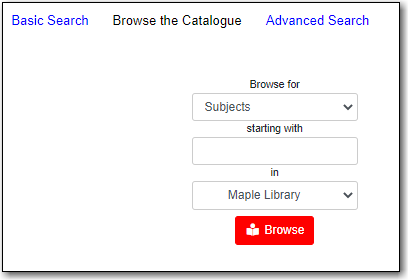 Basic Search Browse the Catalogue Advanced Search
Browse for
Subjects
starting with
in
Maple Library
Browse